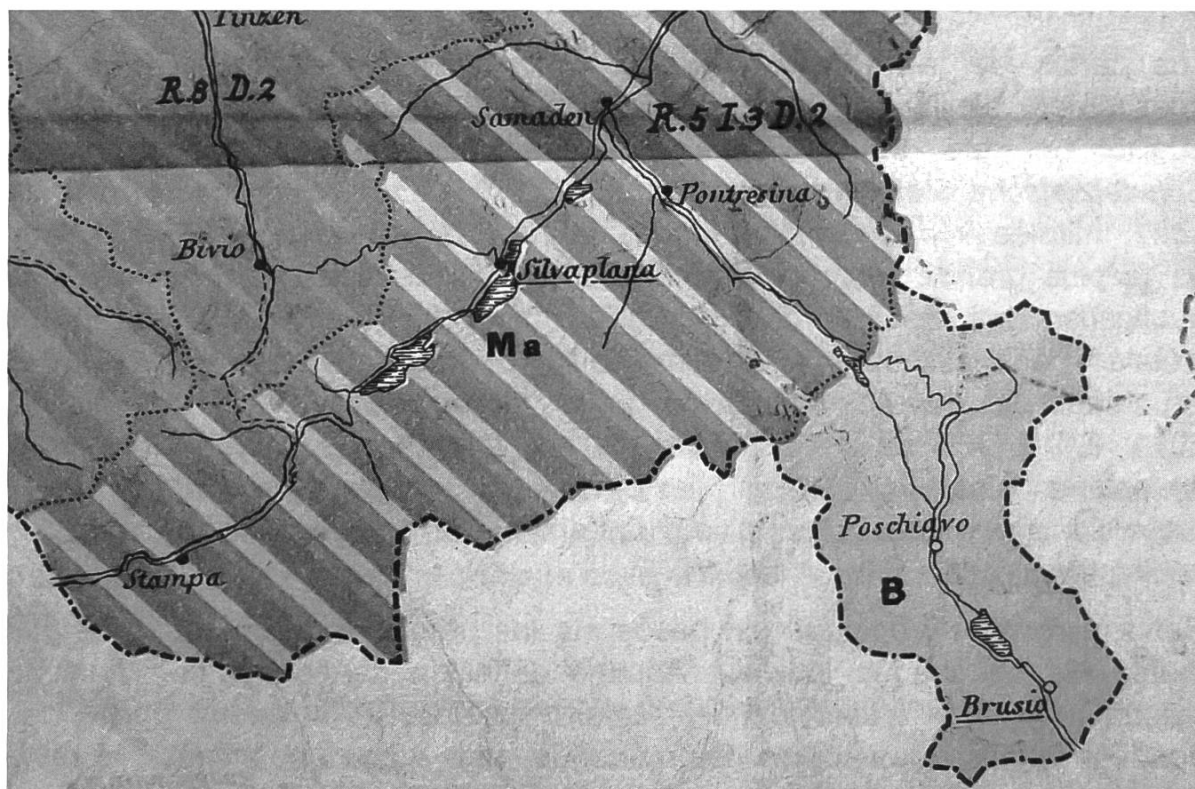 Tinzen
R.8 D.2
Samaden
R.5 I.3 D.2
Pontresina
Bivio
Silvaplana
Ma
Poschiavo
Stampa
B
Brusio